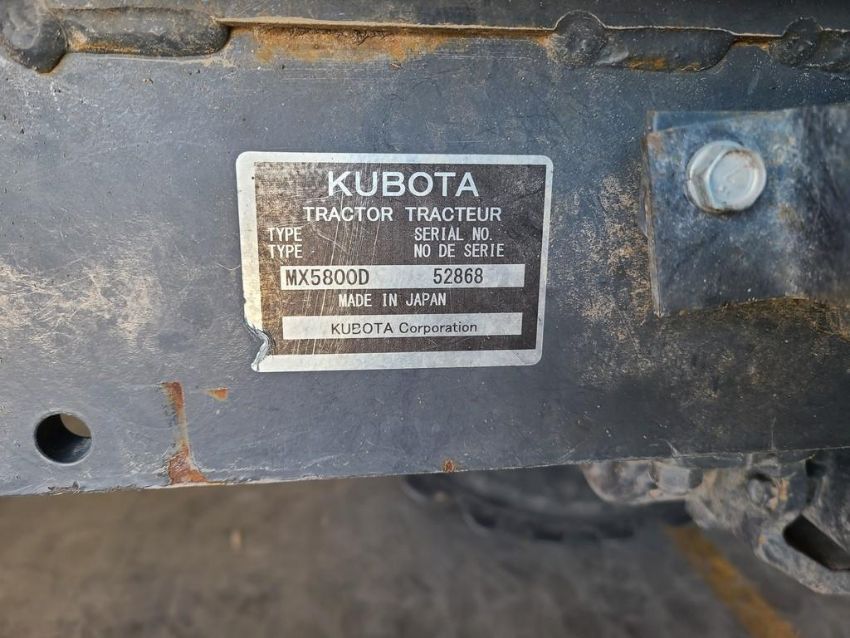 KUBOTA
TRACTOR TRACTEUR
TYPE SERIAL NO.
TYPE NO DE SERIE
MX5800D 52868
MADE IN JAPAN
KUBOTA Corporation